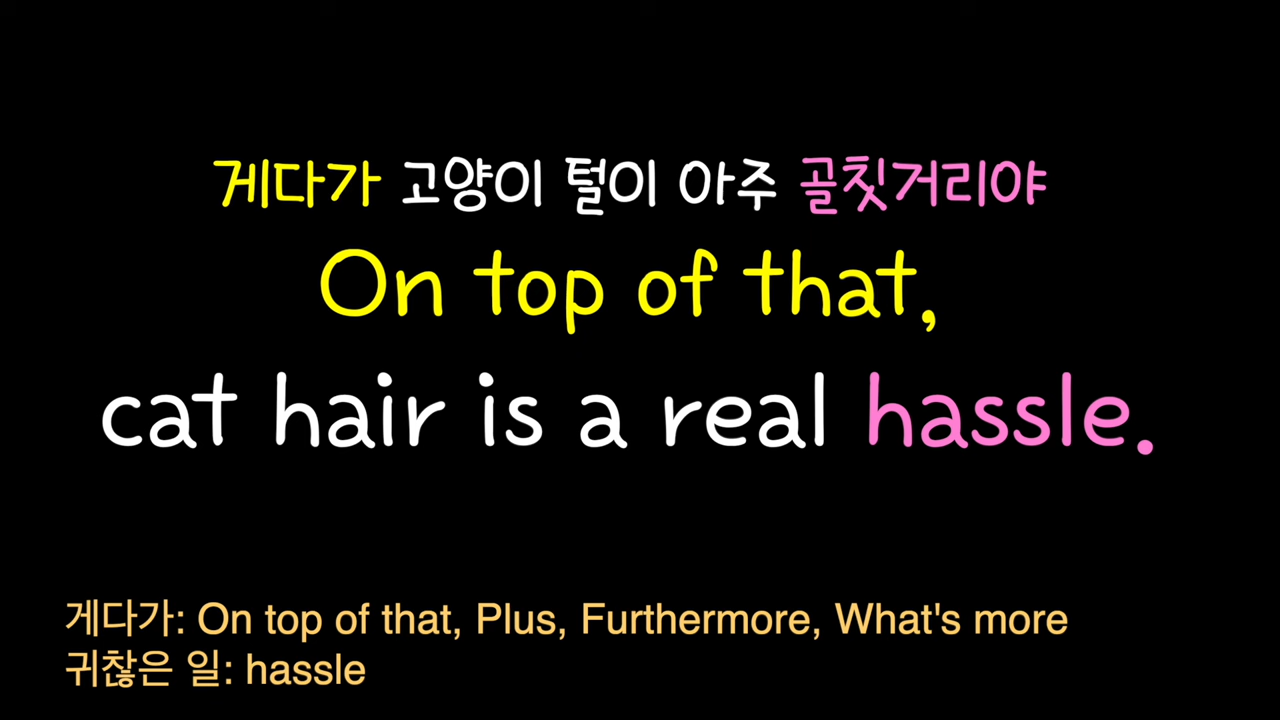 게다가 고양이 털이 아주 골칫거리야
On top of that,
cat hair is a real hassle.
게다가: On top of that, Plus, Furthermore, What's more
귀찮은 일: hassle